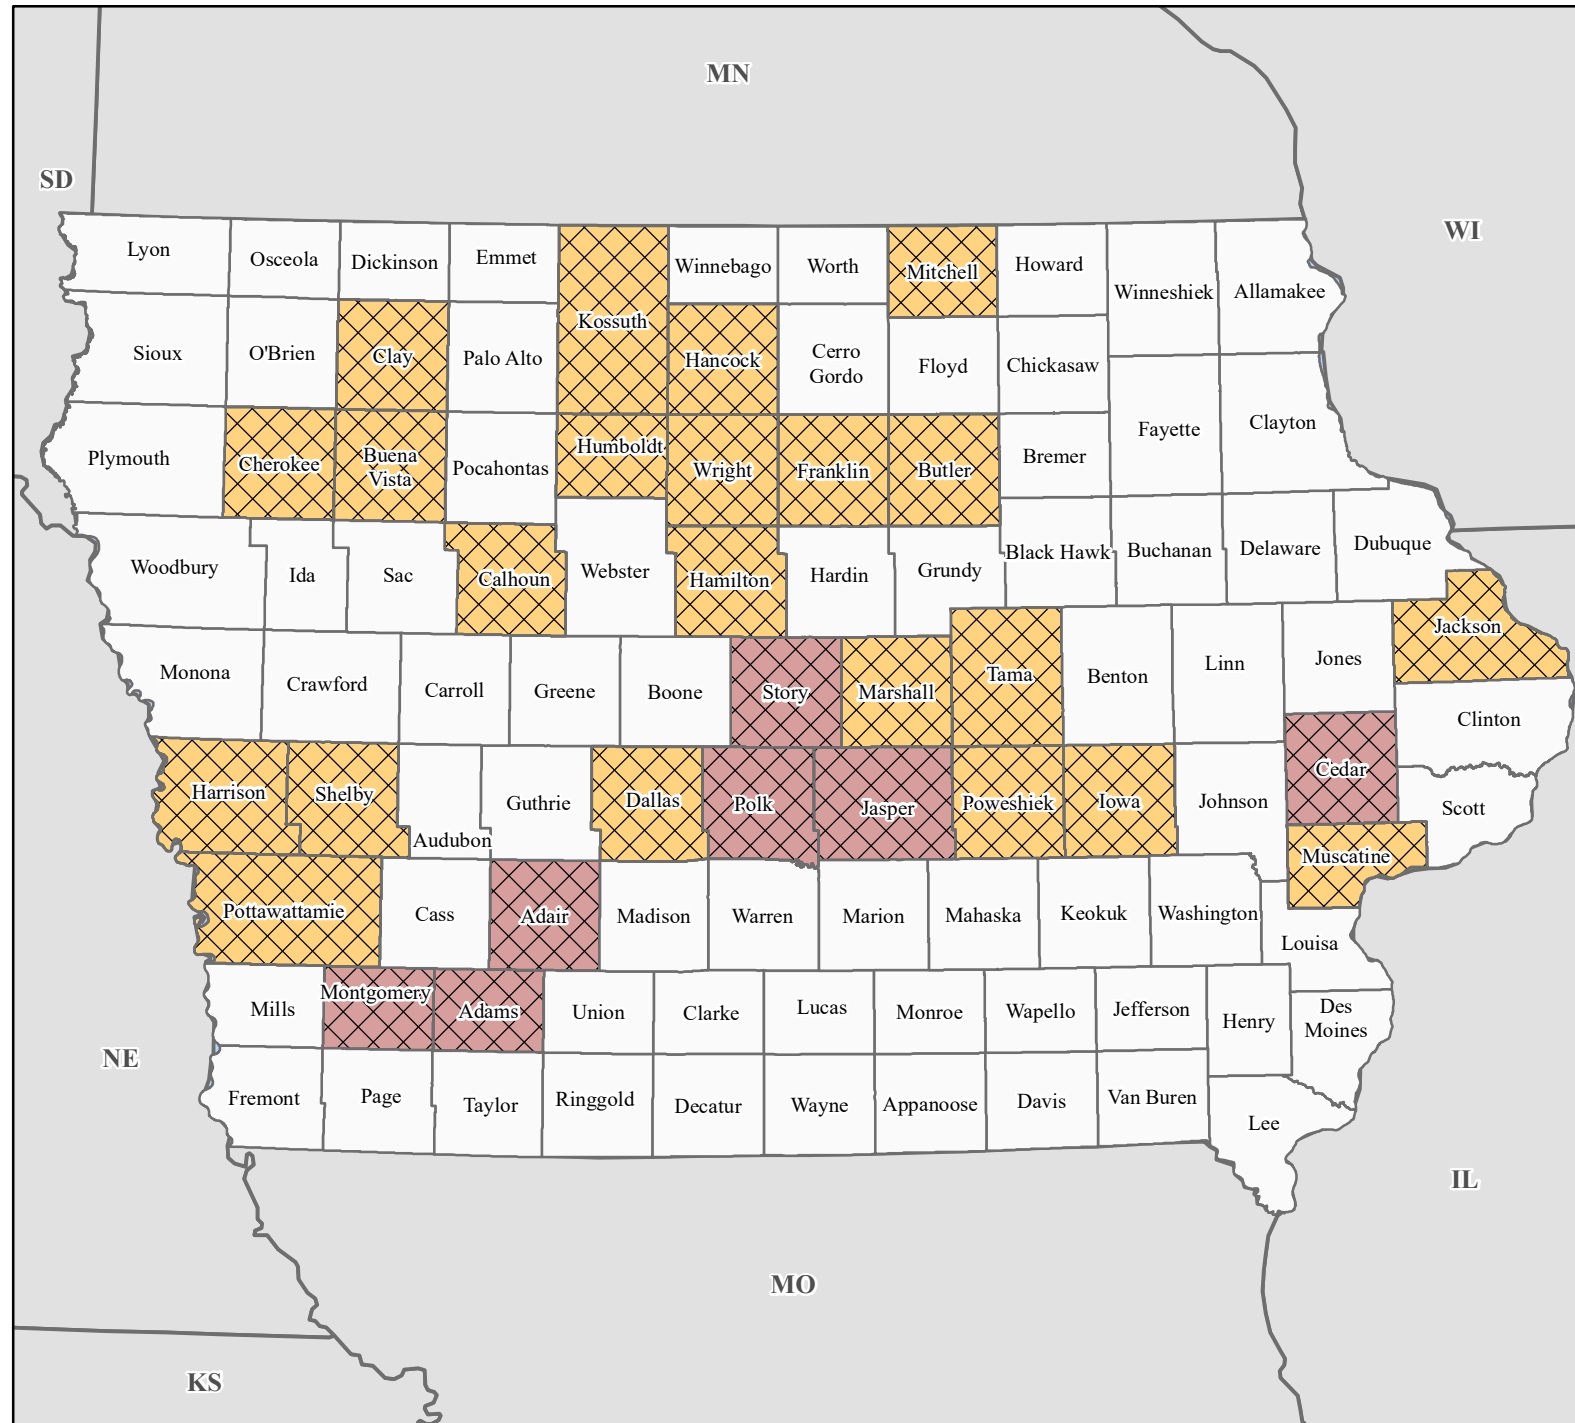 MN
SD
WI
Lyon
Osceola
Dickinson
Emmet
Kossuth
Winnebago
Worth
Mitchell
Howard
Winneshiek
Allamakee
Sioux
O'Brien
Clay
Palo Alto
Hancock
Cerro
Gordo
Floyd
Chickasaw
Fayette
Clayton
Plymouth
Cherokee
Buena
Vista
Pocahontas
Humboldt
Wright
Franklin
Butler
Bremer
Woodbury
Ida
Sac
Calhoun
Webster
Hamilton
Hardin
Grundy
Black Hawk
Buchanan
Delaware
Dubuque
Jackson
Monona
Crawford
Carroll
Greene
Boone
Story
Marshall
Tama
Benton
Linn
Jones
Clinton
Harrison
Shelby
Audubon
Guthrie
Dallas
Polk
Jasper
Poweshiek
Iowa
Johnson
Cedar
Scott
Muscatine
Pottawattamie
Cass
Adair
Madison
Warren
Marion
Mahaska
Keokuk
Washington
Louisa
Mills
Montgomery
Adams
Union
Clarke
Lucas
Monroe
Wapello
Jefferson
Henry
Des
Moines
NE
Fremont
Page
Taylor
Ringgold
Decatur
Wayne
Appanoose
Davis
Van Buren
Lee
IL
MO
KS